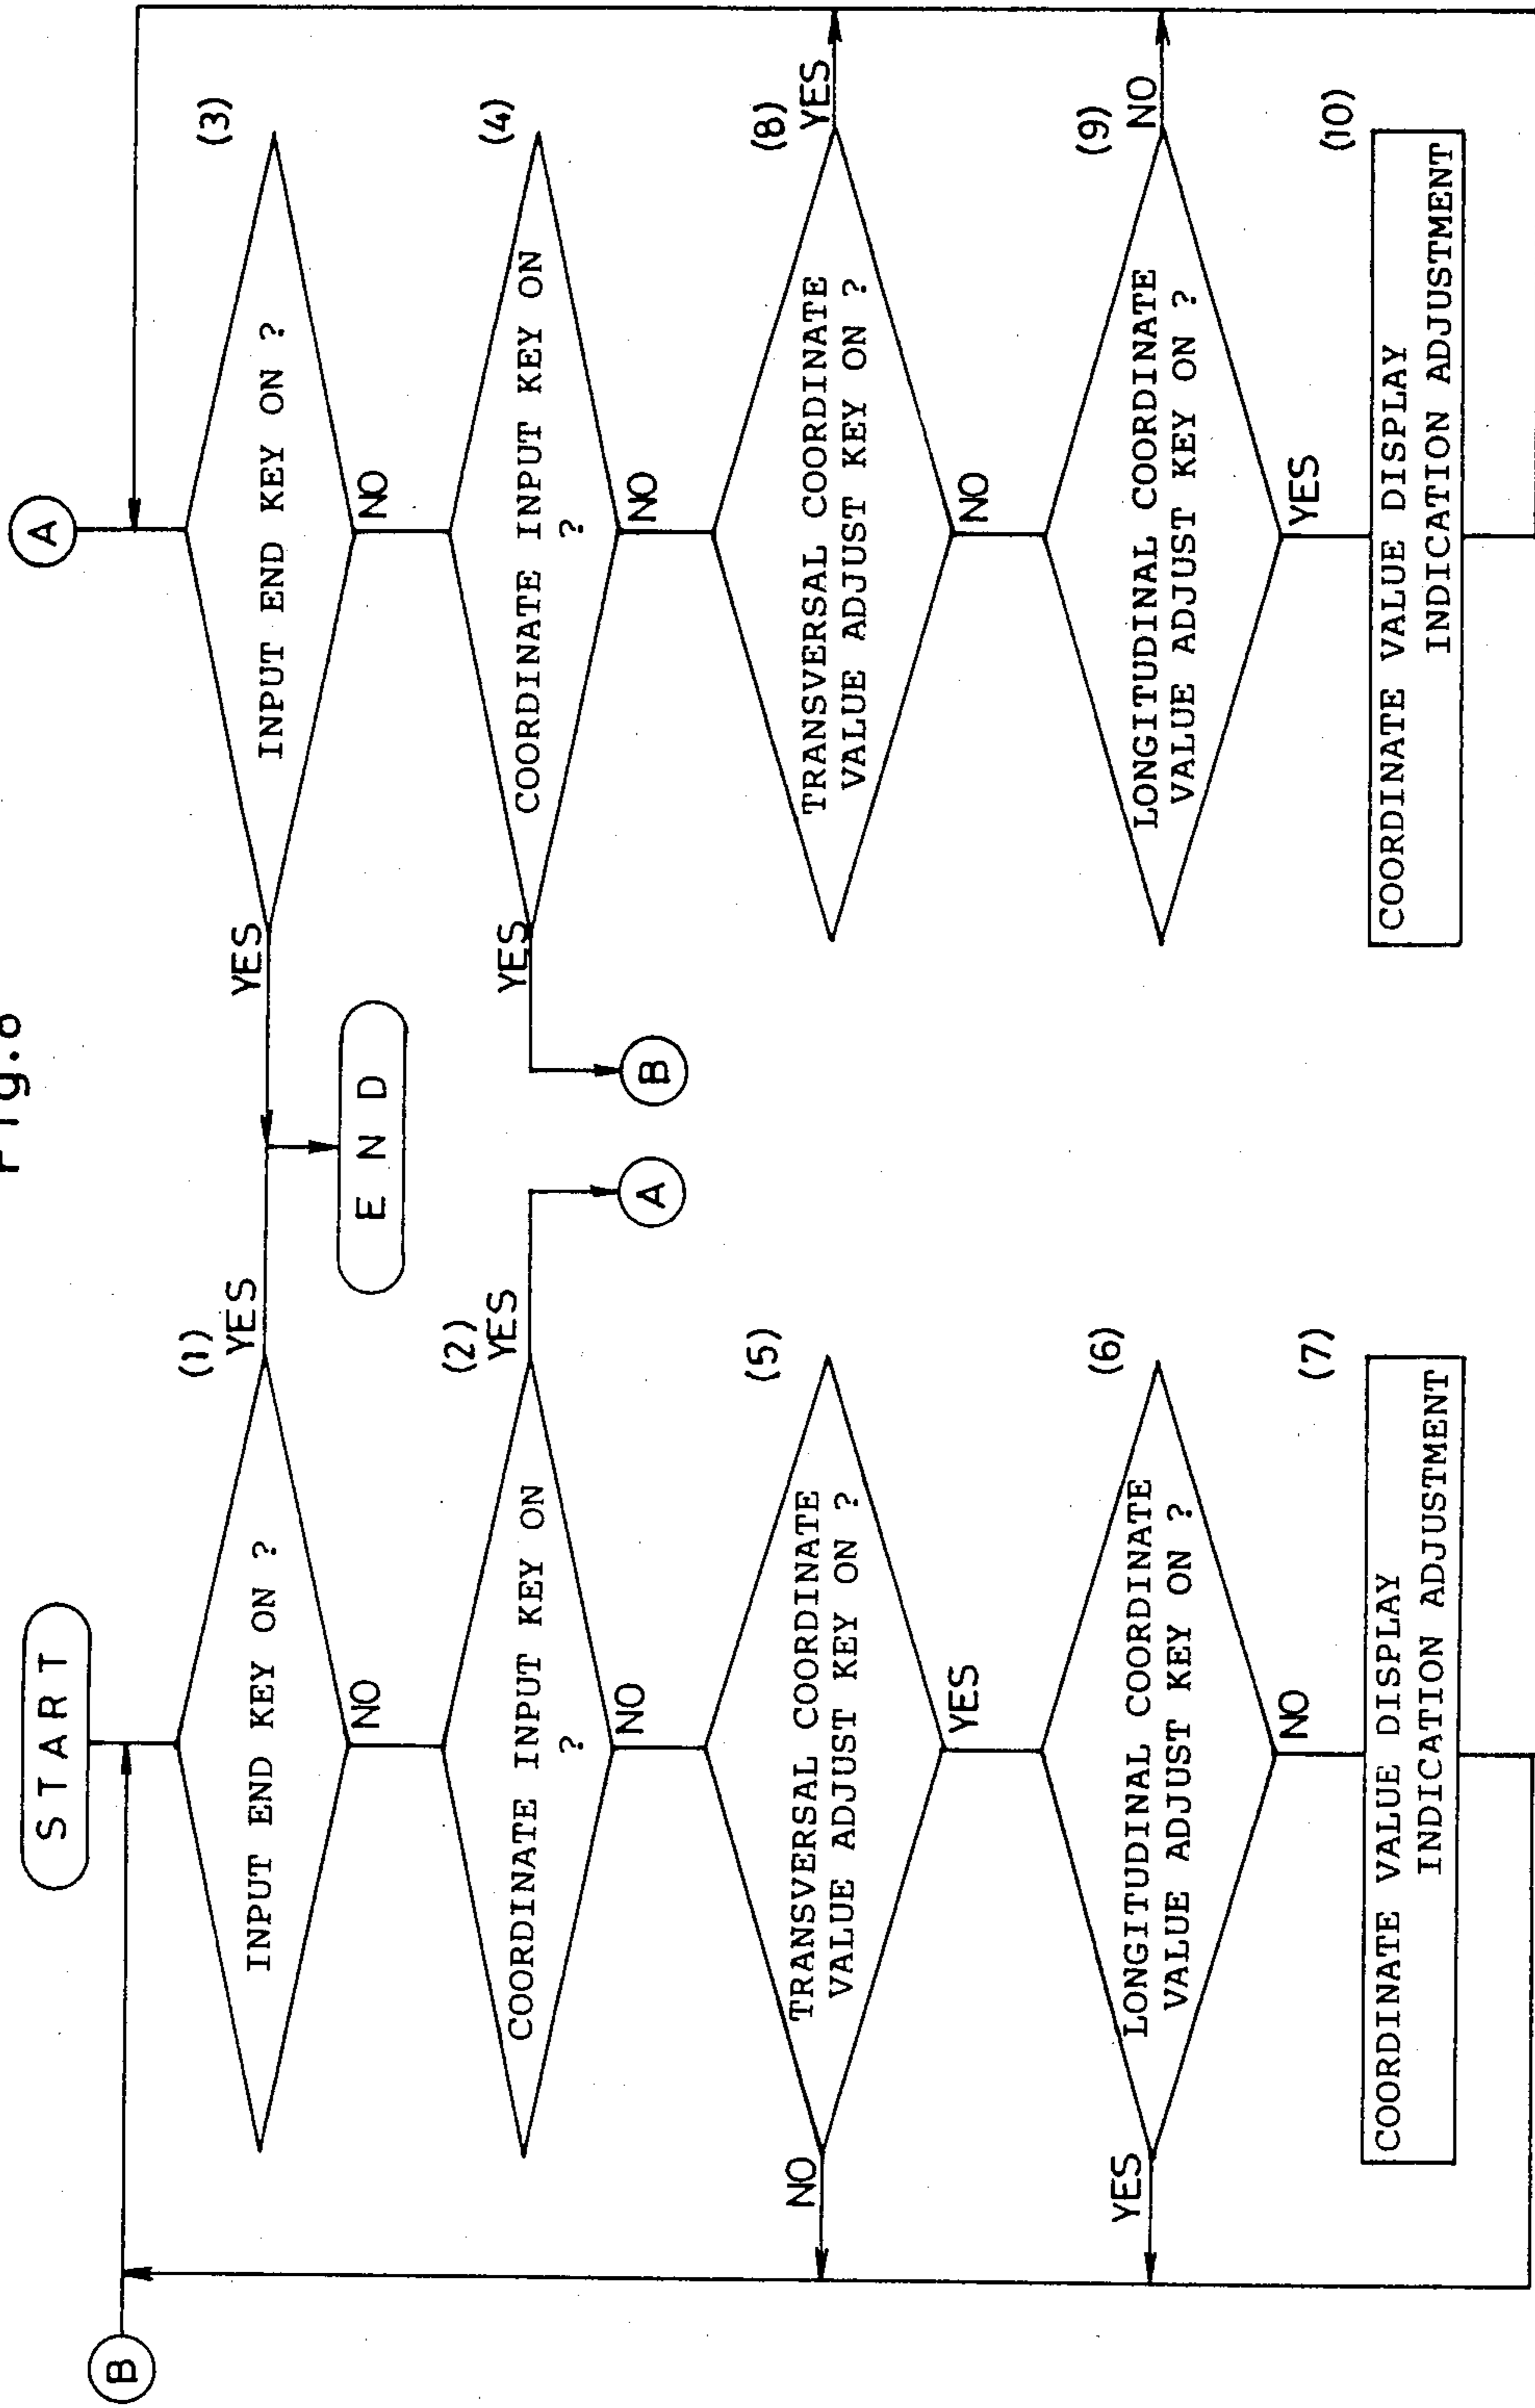 Fig.8
START
B
(1)
INPUT END KEY ON ?
YES
NO
END
(2)
COORDINATE INPUT KEY ON
?
YES
NO
A
(5)
TRANSVERSAL COORDINATE
VALUE ADJUST KEY ON ?
NO
YES
(6)
LONGITUDINAL COORDINATE
VALUE ADJUST KEY ON ?
YES
NO
(7)
COORDINATE VALUE DISPLAY
INDICATION ADJUSTMENT
A
(3)
INPUT END KEY ON ?
YES
NO
(4)
COORDINATE INPUT KEY ON
?
YES
NO
B
(8)
TRANSVERSAL COORDINATE
VALUE ADJUST KEY ON ?
YES
NO
(9)
LONGITUDINAL COORDINATE
VALUE ADJUST KEY ON ?
NO
YES
(10)
COORDINATE VALUE DISPLAY
INDICATION ADJUSTMENT